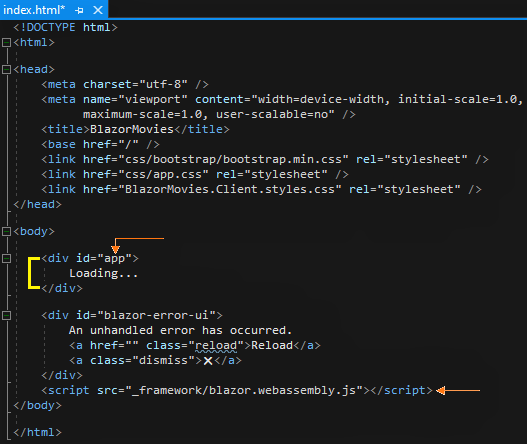 index.html*
<!DOCTYPE html>
<html>
<head>
<meta charset="utf-8" />
<meta name="viewport" content="width=device-width, initial-scale=1.0,
maximum-scale=1.0, user-scalable=no" />
<title>BlazorMovies</title>
<base href="/" />
<link href="css/bootstrap/bootstrap.min.css" rel="stylesheet" />
<link href="css/app.css" rel="stylesheet" />
<link href="BlazorMovies.Client.styles.css" rel="stylesheet" />
</head>
<body>
<div id="app">
Loading...
</div>
<div id="blazor-error-ui">
An unhandled error has occurred.
<a href="" class="reload">Reload</a>
<a class="dismiss">🗙</a>
</div>
<script src="_framework/blazor.webassembly.js"></script>
</body>
</html>